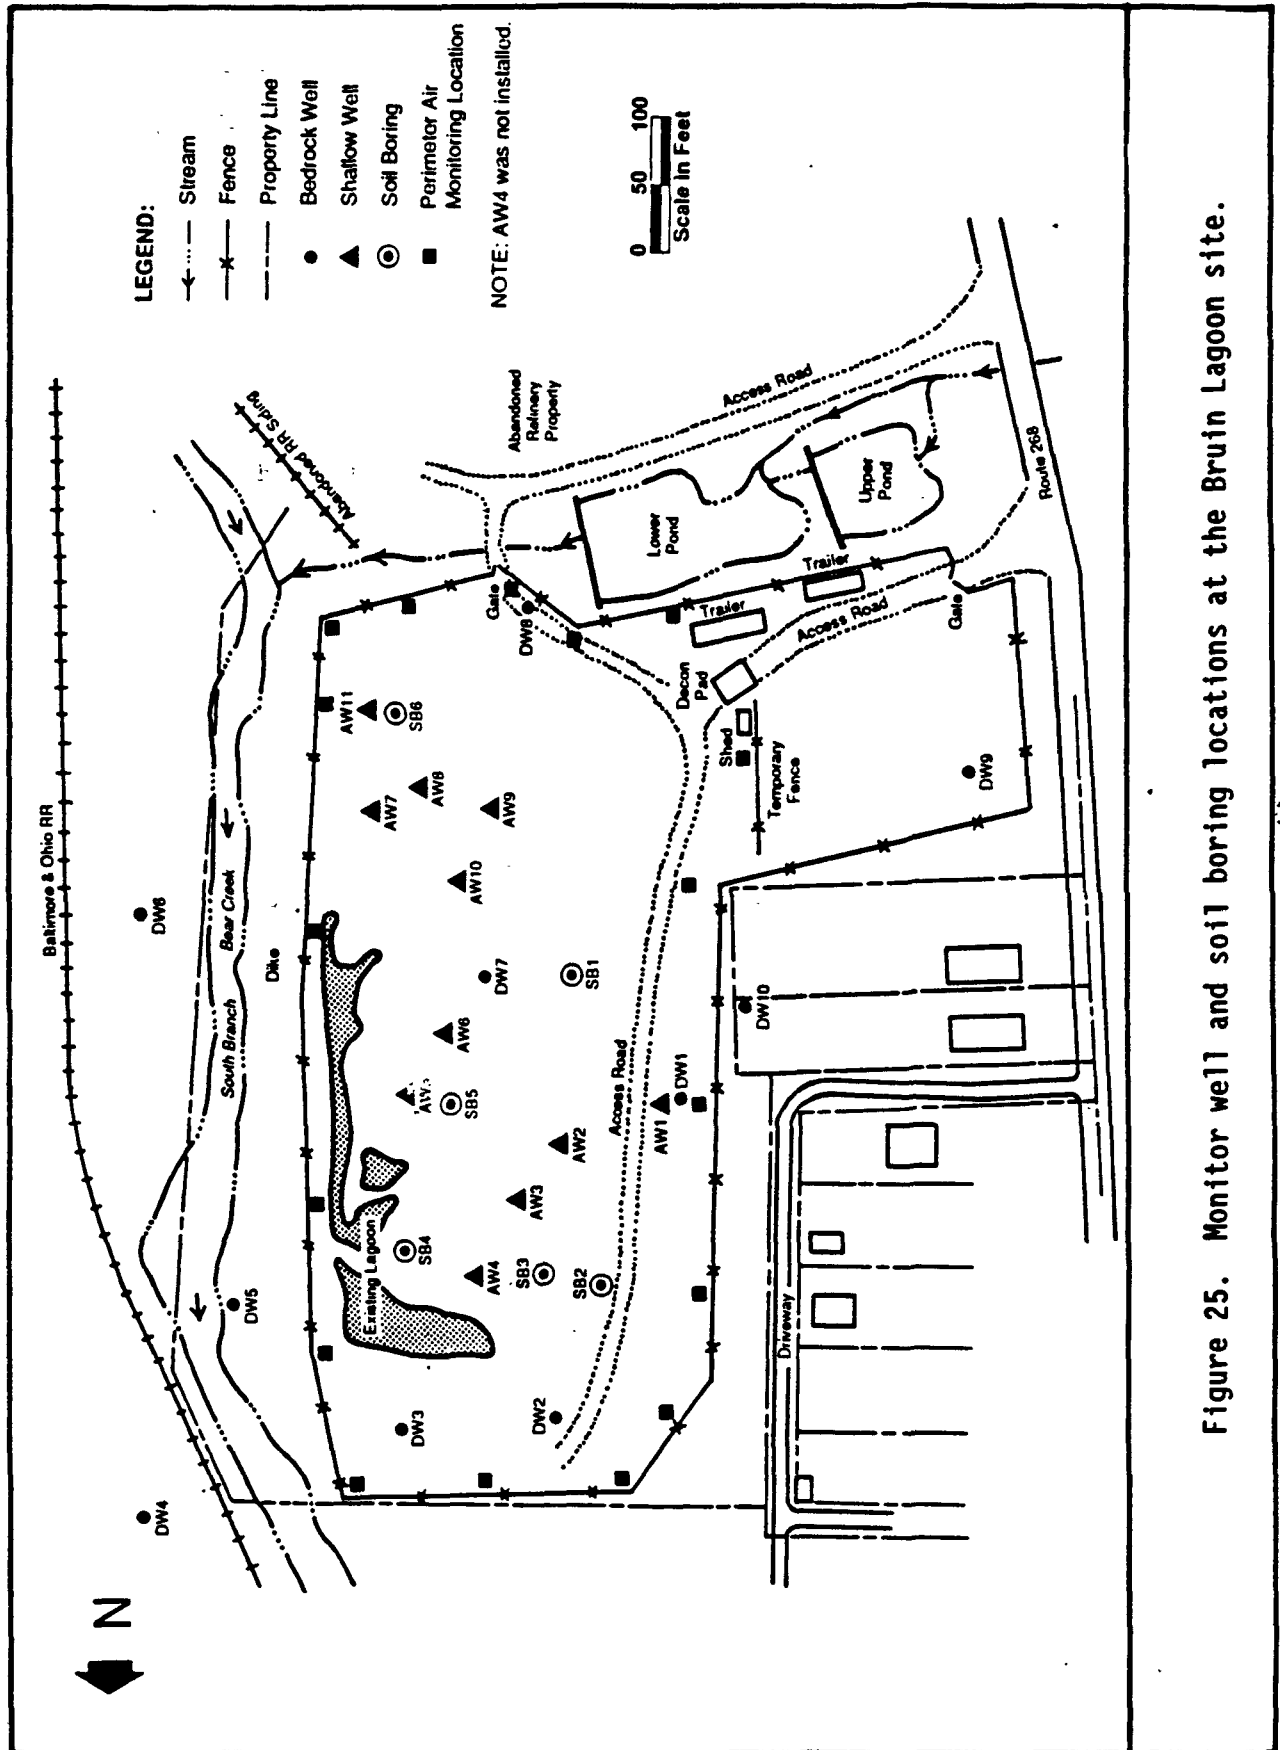 LEGEND:
Stream
Fence
Property Line
Bedrock Well
Shallow Well
Soil Boring
Perimeter Air
Monitoring Location
NOTE: AW4 was not installed.
0 50 100
Scale in Feet
N
Baltimore & Ohio RR
DW4
DW5
DW6
South Branch Bear Creek
Dike
Abandoned RR Siding
Abandoned
Refinery
Property
Existing Lagoon
DW3
DW2
SB4
AW4
SB3
SB2
AW3
AW2
SB5
AW6
DW7
SB1
AW10
AW7
AW8
AW9
AW11
SB6
Gate
DW8
Access Road
AW1
DW1
DW10
DW9
Shed
Temporary
Fence
Decon
Pad
Trailer
Trailer
Access Road
Gate
Lower
Pond
Upper
Pond
Access Road
Route 268
Driveway
Figure 25. Monitor well and soil boring locations at the Bruin Lagoon site.